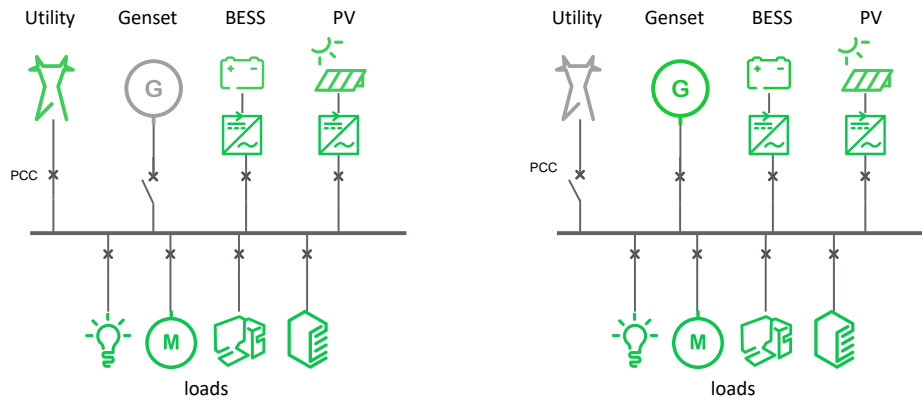 Utility Genset BESS PV
G
PCC
M
loads
Utility Genset BESS PV
G
PCC
M
loads